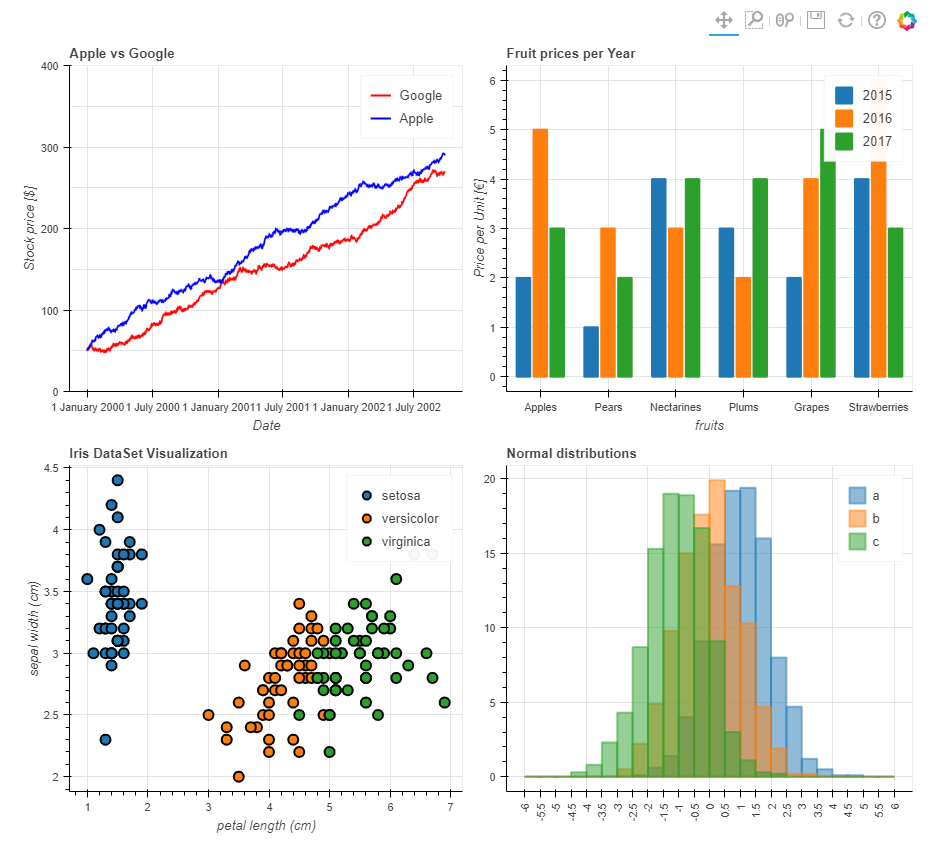 Apple vs Google
400
300
200
100
0
Stock price [$]
Google
Apple
1 January 2000 1 July 2000 1 January 2001 1 July 2001 1 January 2002 1 July 2002
Date
Fruit prices per Year
6
5
4
3
2
1
0
Price per Unit [€]
2015
2016
2017
Apples Pears Nectarines Plums Grapes Strawberries
fruits
Iris DataSet Visualization
4.5
4
3.5
3
2.5
2
sepal width (cm)
setosa
versicolor
virginica
1 2 3 4 5 6 7
petal length (cm)
Normal distributions
20
15
10
5
0
a
b
c
-6 -5.5 -5 -4.5 -4 -3.5 -3 -2.5 -2 -1.5 -1 -0.5 0 0.5 1 1.5 2 2.5 3 3.5 4 4.5 5 5.5 6